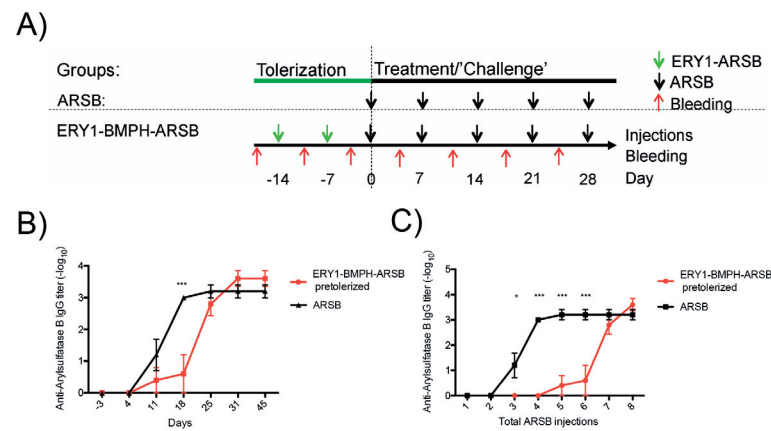 A)
Groups:
Tolerization
Treatment/'Challenge'
ERY1-ARSB
ARSB
Bleeding
ARSB:
ERY1-BMPH-ARSB
Injections
Bleeding
-14 -7 0 7 14 21 28 Day
B)
Anti-Arylsulfatase B IgG titer (-log10)
4
3
2
1
0
***
ERY1-BMPH-ARSB
pretolerized
ARSB
-3 4 11 18 25 31 45
Days
C)
Anti-Arylsulfatase B IgG titer (-log10)
5
4
3
2
1
0
* *** *** ***
ERY1-BMPH-ARSB
pretolerized
ARSB
1 2 3 4 5 6 7 8
Total ARSB injections